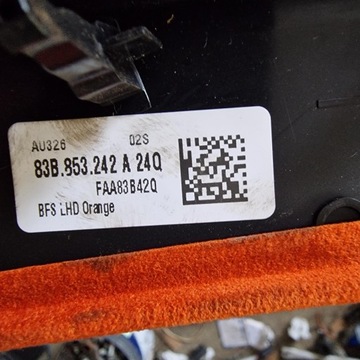 AU326 02S
83B.853.242 A 24Q
FAA83B42Q
BFS LHD Orange